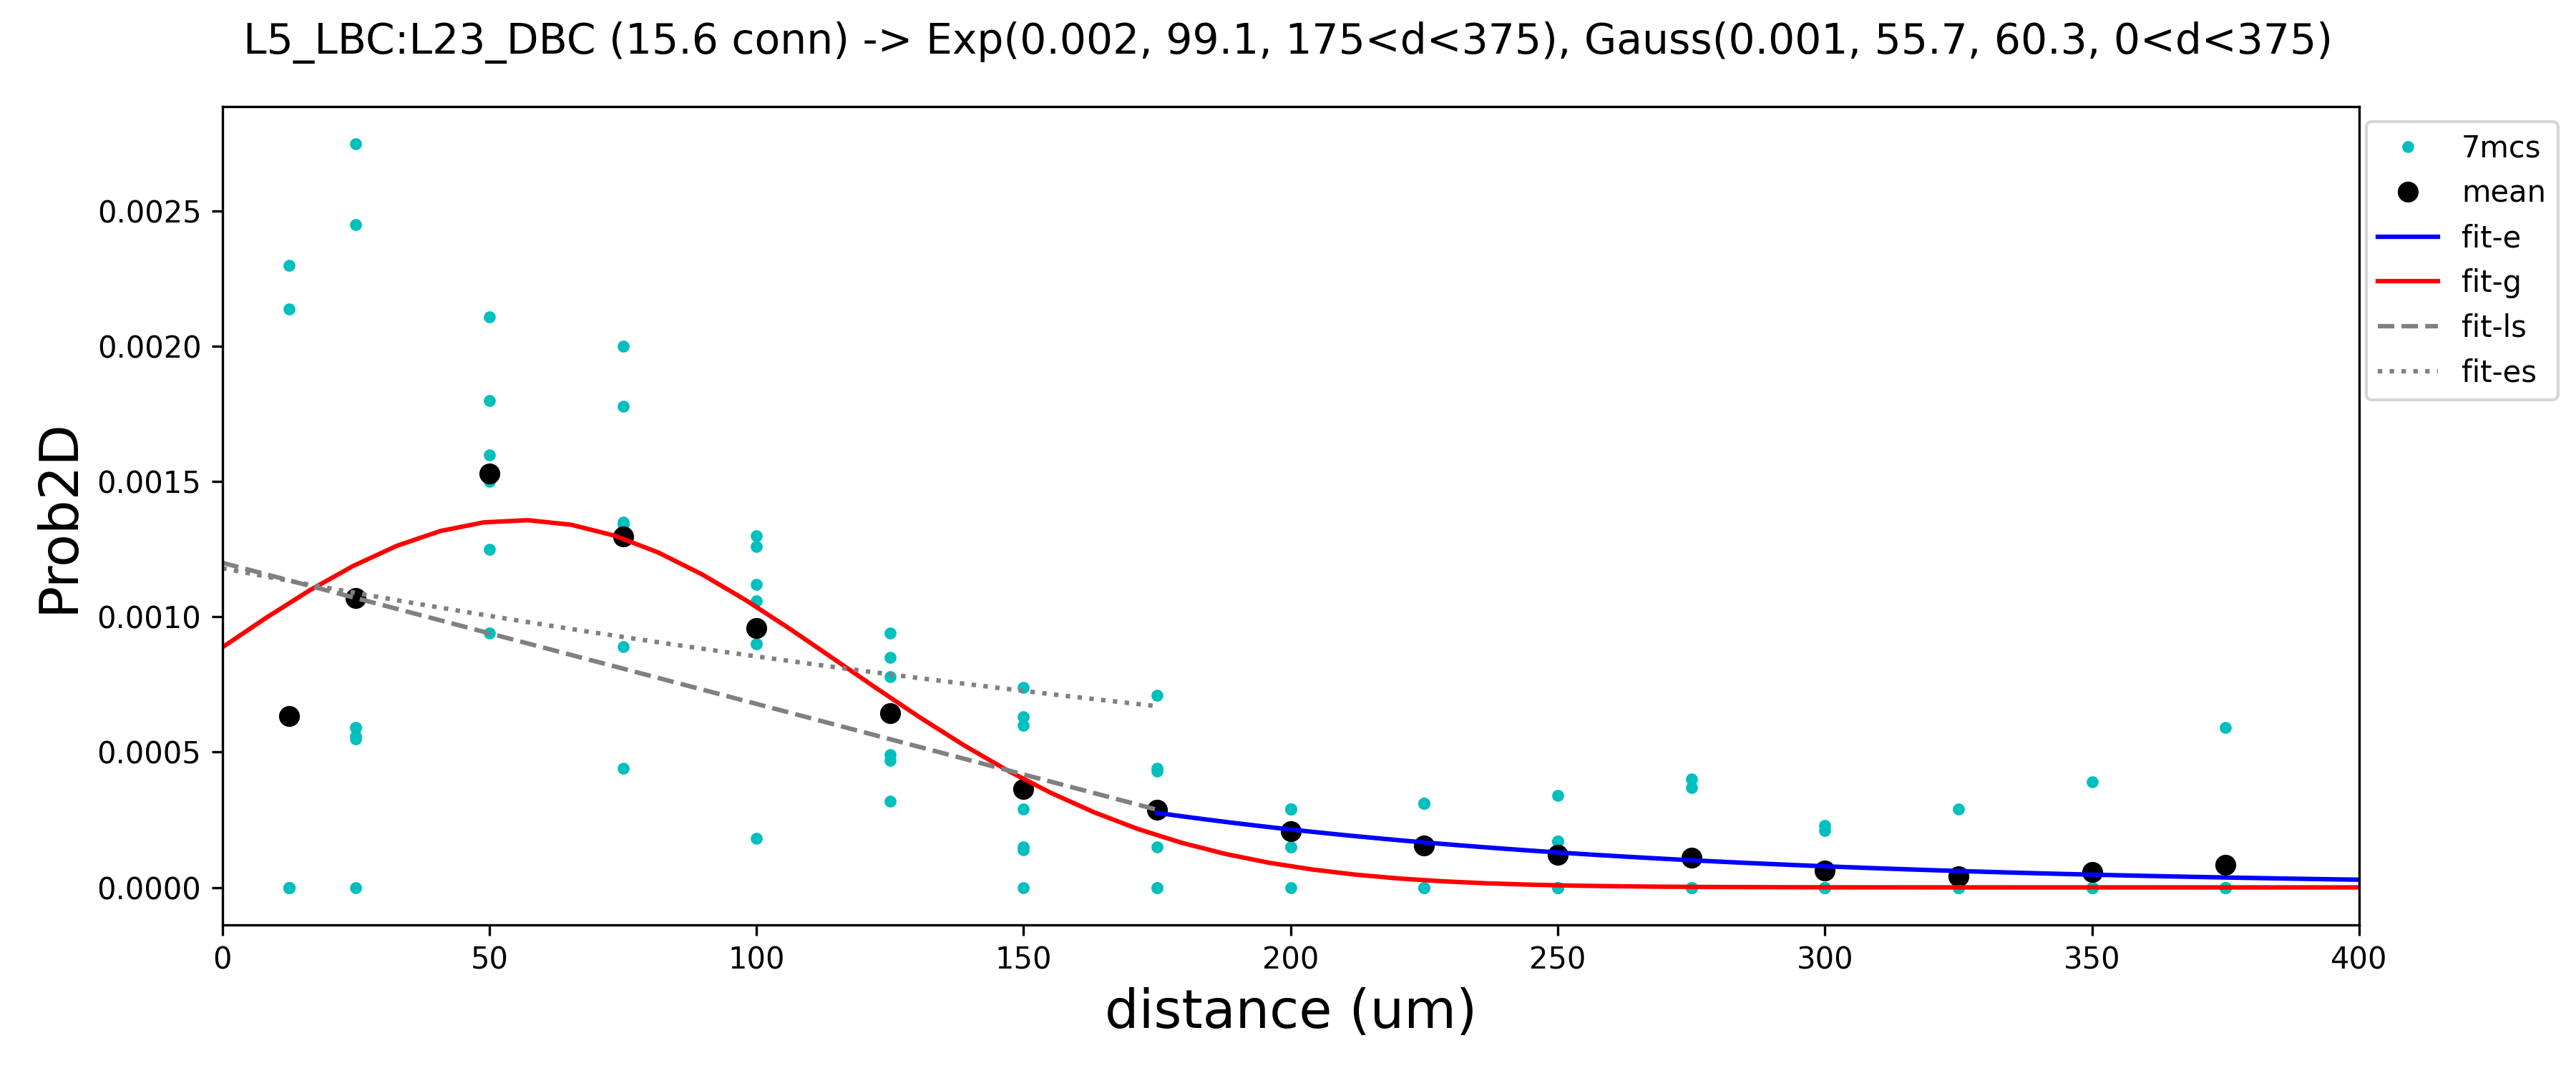 L5_LBC:L23_DBC (15.6 conn) -> Exp(0.002, 99.1, 175<d<375), Gauss(0.001, 55.7, 60.3, 0<d<375)
7mcs
mean
fit-e
fit-g
fit-ls
fit-es
Prob2D
0.0025
0.0020
0.0015
0.0010
0.0005
0.0000
0 50 100 150 200 250 300 350 400
distance (um)